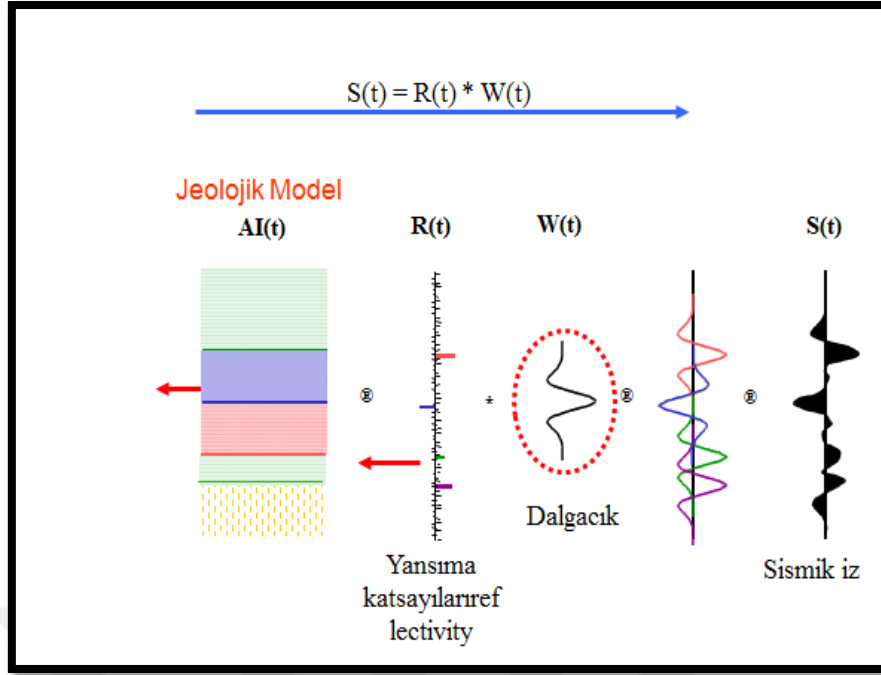 S(t) = R(t) * W(t)
Jeolojik Model
AI(t) R(t) W(t) S(t)
® * ® ®
Dalgacık
Yansıma
katsayılarıref
lectivity
Sismik iz